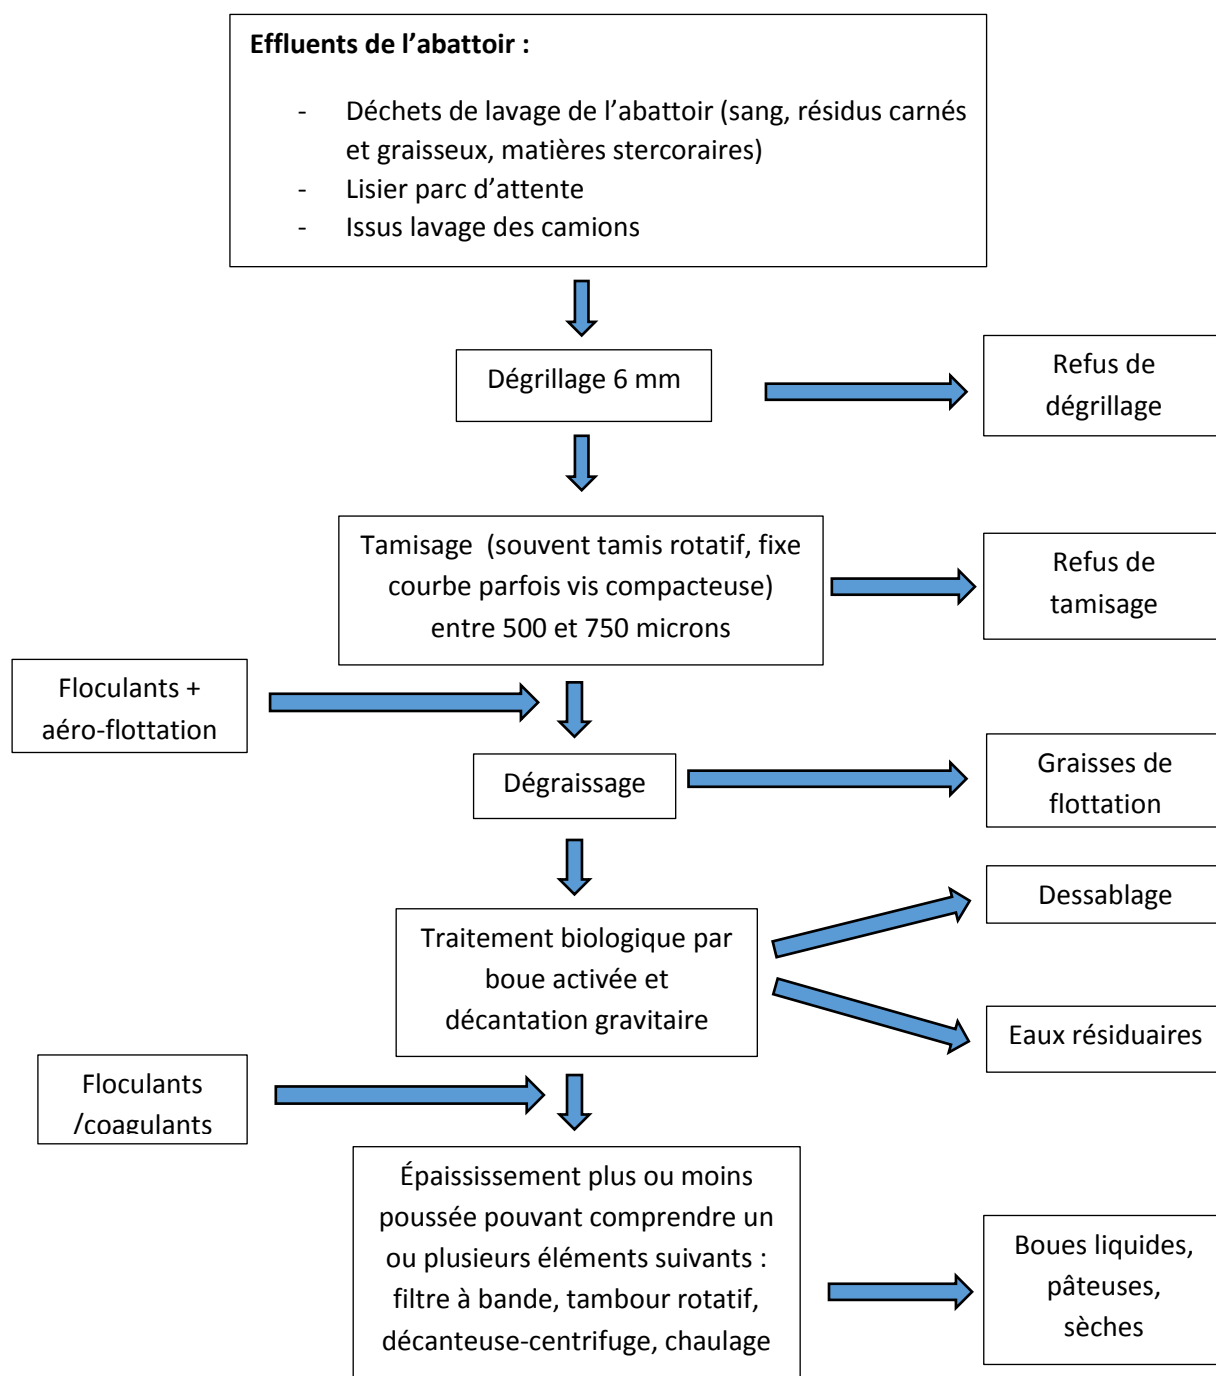 Effluents de l’abattoir :
- Déchets de lavage de l’abattoir (sang, résidus carnés
et graisseux, matières stercoraires)
- Lisier parc d’attente
- Issus lavage des camions
Dégrillage 6 mm
Refus de
dégrillage
Tamisage (souvent tamis rotatif, fixe
courbe parfois vis compacteuse)
entre 500 et 750 microns
Refus de
tamisage
Floculants +
aéro-flottation
Dégraissage
Graisses de
flottation
Traitement biologique par
boue activée et
décantation gravitaire
Dessablage
Eaux résiduaires
Floculants
/coagulants
Épaississement plus ou moins
poussée pouvant comprendre un
ou plusieurs éléments suivants :
filtre à bande, tambour rotatif,
décanteuse-centrifuge, chaulage
Boues liquides,
pâteuses,
sèches